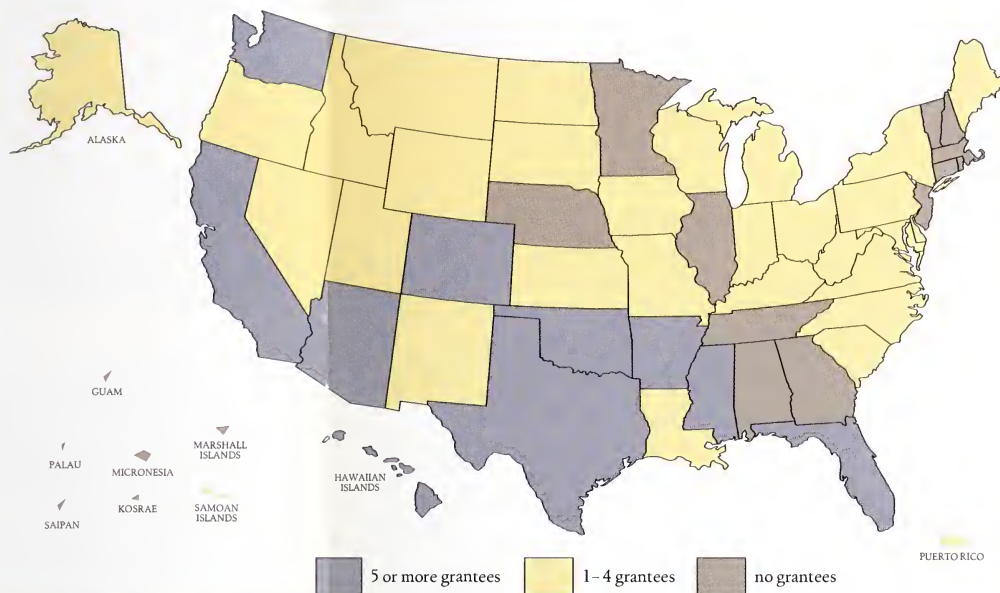 ALASKA
GUAM
PALAU
MICRONESIA
MARSHALL
ISLANDS
SAIPAN
KOSRAE
SAMOAN
ISLANDS
HAWAIIAN
ISLANDS
PUERTO RICO
5 or more grantees
1–4 grantees
no grantees